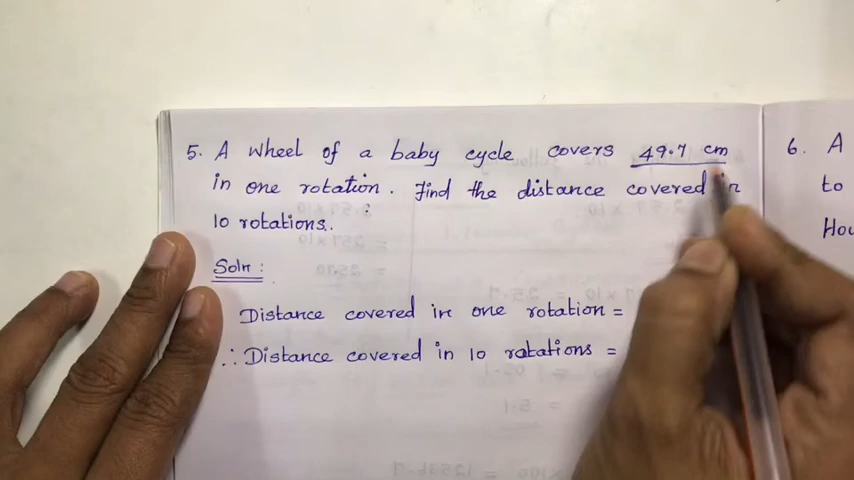 5. A wheel of a baby cycle covers 49.7 cm
in one rotation. Find the distance covered in
10 rotations.
Soln :
Distance covered in one rotation =
∴ Distance covered in 10 rotations =
6. A
to
Hou